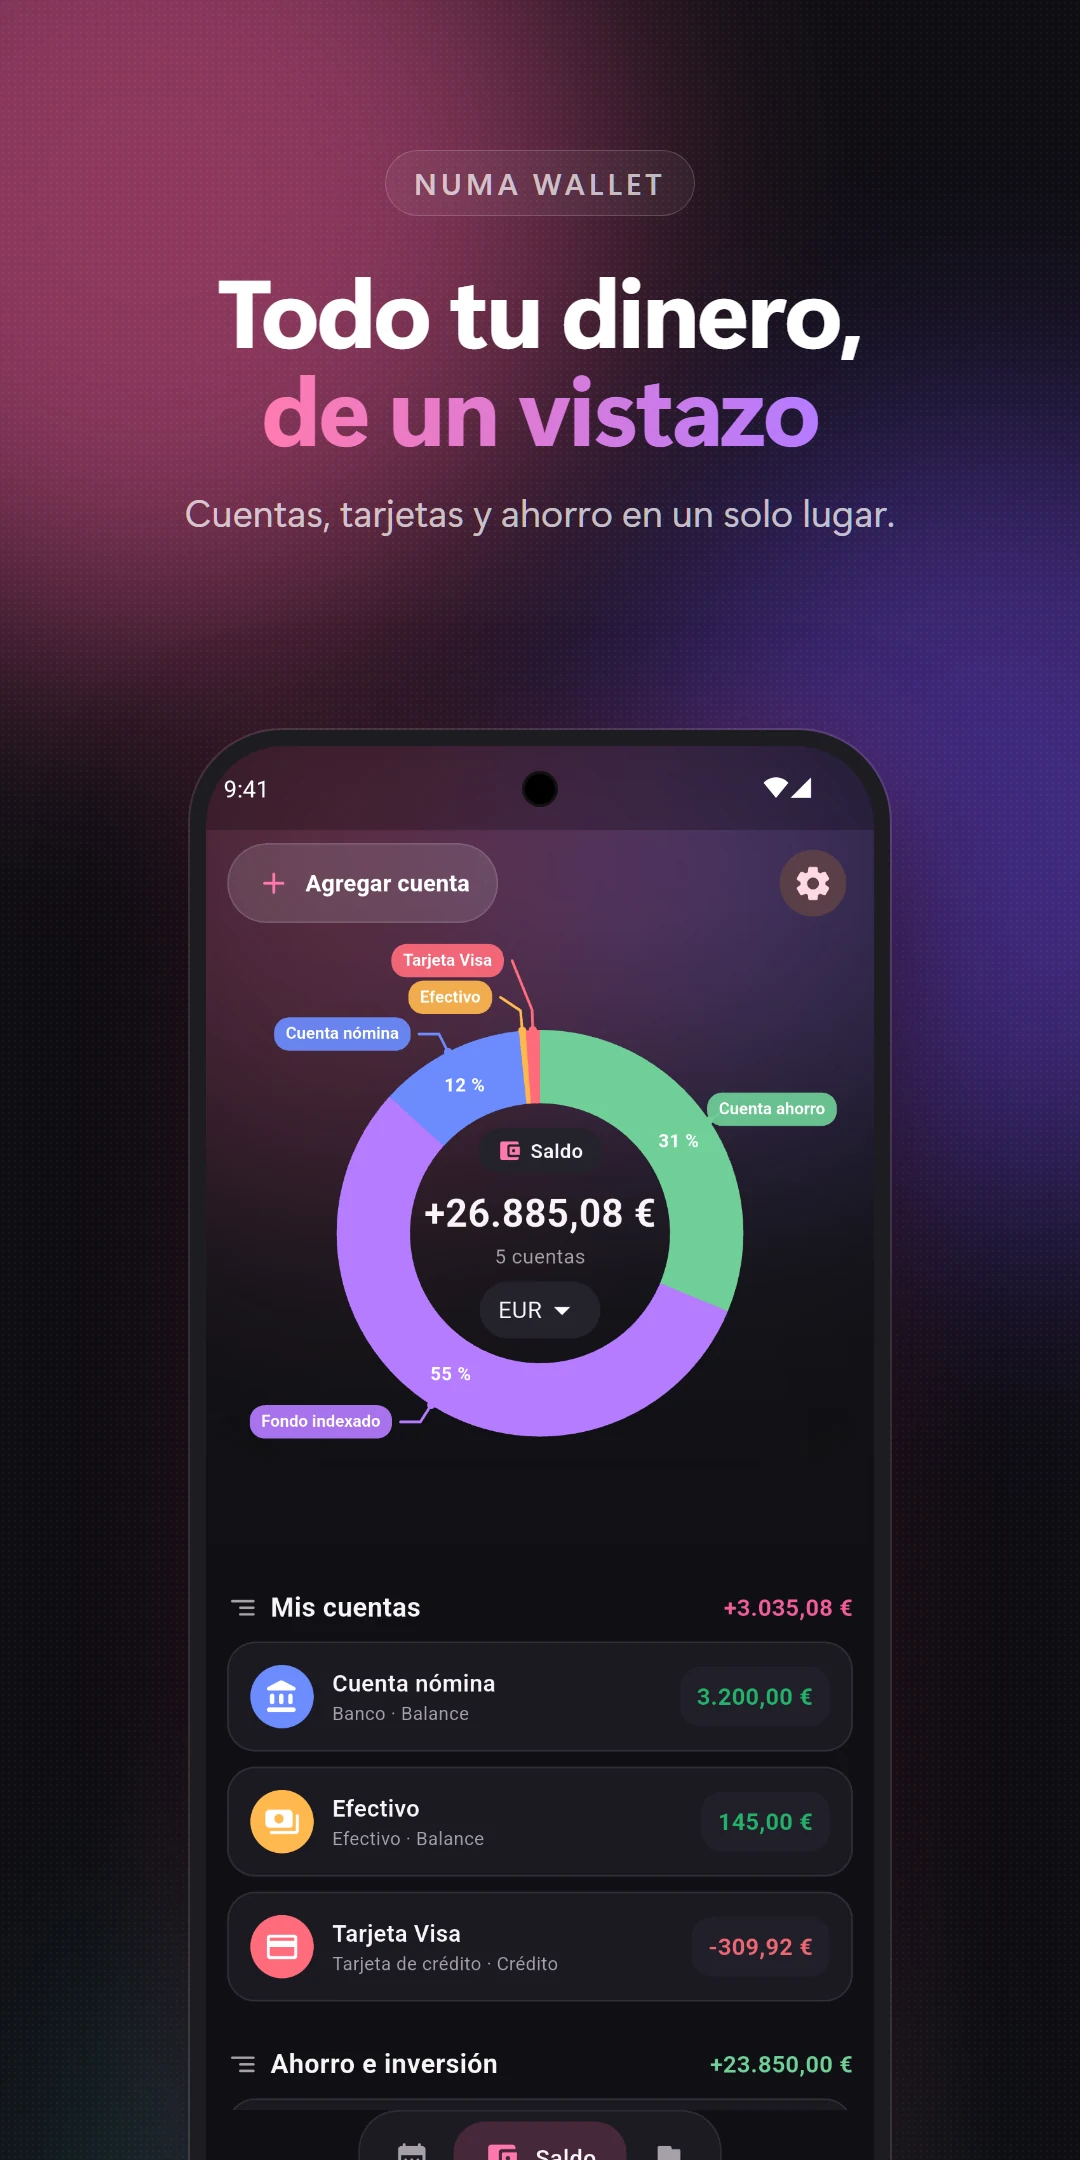 NUMA WALLET
Todo tu dinero,
de un vistazo
Cuentas, tarjetas y ahorro en un solo lugar.
9:41
Agregar cuenta
Tarjeta Visa
Efectivo
Cuenta nómina
12 %
Cuenta ahorro
31 %
Saldo
+26.885,08 €
5 cuentas
EUR
55 %
Fondo indexado
Mis cuentas
+3.035,08 €
Cuenta nómina
Banco · Balance
3.200,00 €
Efectivo
Efectivo · Balance
145,00 €
Tarjeta Visa
Tarjeta de crédito · Crédito
-309,92 €
Ahorro e inversión
+23.850,00 €
Saldo